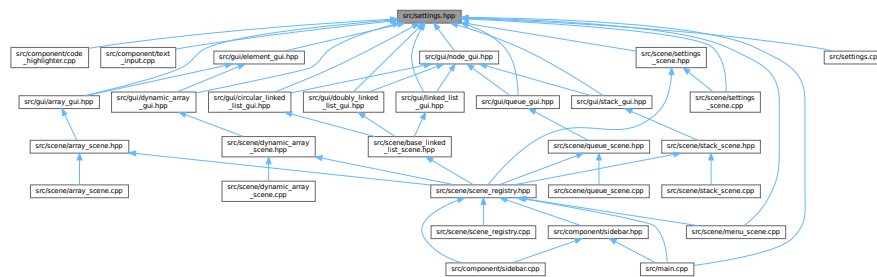 src/settings.hpp
src/component/code
_highlighter.cpp
src/component/text
_input.cpp
src/gui/element_gui.hpp
src/gui/node_gui.hpp
src/scene/settings
_scene.hpp
src/settings.cpp
src/gui/array_gui.hpp
src/gui/dynamic_array
_gui.hpp
src/gui/circular_linked
_list_gui.hpp
src/gui/doubly_linked
_list_gui.hpp
src/gui/linked_list
_gui.hpp
src/gui/queue_gui.hpp
src/gui/stack_gui.hpp
src/scene/settings
_scene.cpp
src/scene/array_scene.hpp
src/scene/dynamic_array
_scene.hpp
src/scene/base_linked
_list_scene.hpp
src/scene/queue_scene.hpp
src/scene/stack_scene.hpp
src/scene/array_scene.cpp
src/scene/dynamic_array
_scene.cpp
src/scene/scene_registry.hpp
src/scene/queue_scene.cpp
src/scene/stack_scene.cpp
src/scene/scene_registry.cpp
src/component/sidebar.hpp
src/scene/menu_scene.cpp
src/component/sidebar.cpp
src/main.cpp